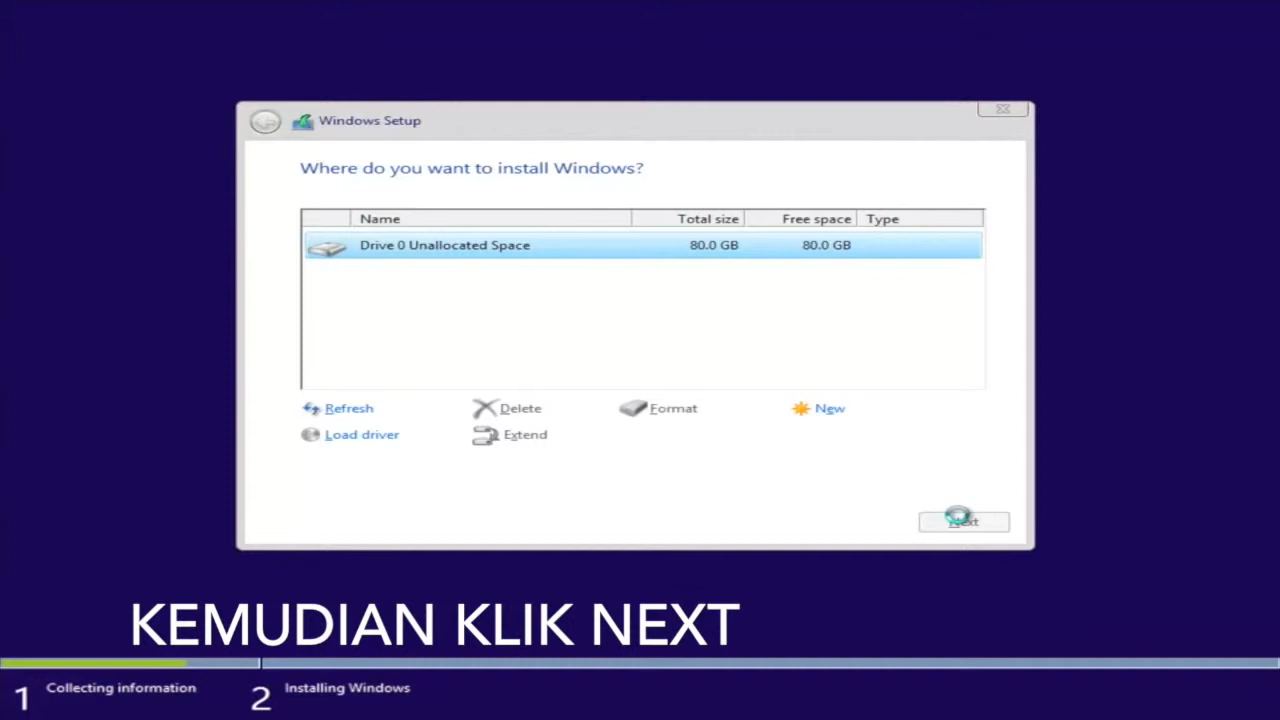 Windows Setup
Where do you want to install Windows?
Name Total size Free space Type
Drive 0 Unallocated Space 80.0 GB 80.0 GB
Refresh Delete Format New
Load driver Extend
Next
KEMUDIAN KLIK NEXT
1 Collecting information 2 Installing Windows